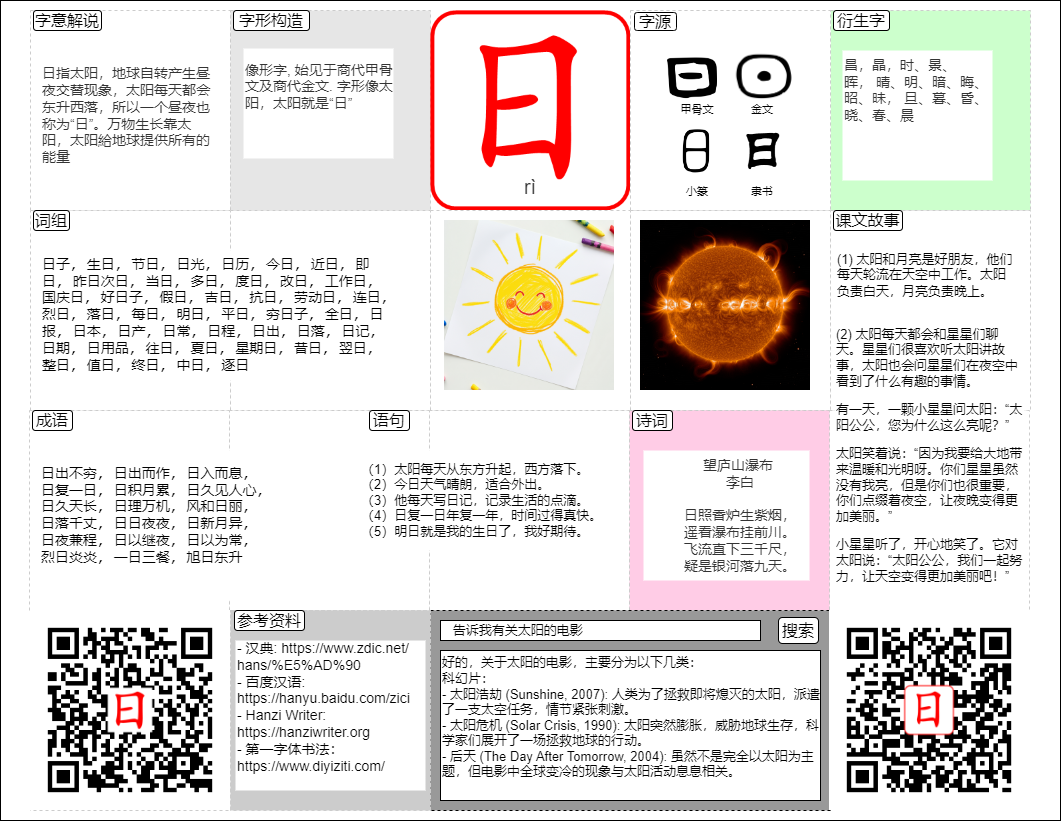 字意解说
日指太阳，地球自转产生昼
夜交替现象，太阳每天都会
东升西落，所以一个昼夜也
称为“日”。万物生长靠太
阳，太阳給地球提供所有的
能量
字形构造
像形字, 始见于商代甲骨
文及商代金文. 字形像太
阳，太阳就是“日”
日
rì
字源
甲骨文
金文
小篆
隶书
衍生字
昌，晶，时、景、
晖， 晴、明、暗、晦、
昭、昧， 旦、暮、昏、
晓、春、晨
词组
日子， 生日， 节日， 日光， 日历， 今日， 近日， 即
日， 昨日次日， 当日， 多日， 度日， 改日， 工作日，
国庆日， 好日子， 假日， 吉日， 抗日， 劳动日， 连日，
烈日， 落日， 每日， 明日， 平日， 穷日子， 全日， 日
报， 日本， 日产， 日常， 日程， 日出， 日落， 日记，
日期， 日用品， 往日， 夏日， 星期日， 昔日， 翌日，
整日， 值日， 终日， 中日， 逐日
课文故事
(1) 太阳和月亮是好朋友，他们
每天轮流在天空中工作。太阳
负责白天，月亮负责晚上。
(2) 太阳每天都会和星星们聊
天。星星们很喜欢听太阳讲故
事，太阳也会问星星们在夜空中
看到了什么有趣的事情。
有一天，一颗小星星问太阳：“太
阳公公，您为什么这么亮呢？”
太阳笑着说：“因为我要给大地带
来温暖和光明呀。你们星星虽然
没有我亮，但是你们也很重要，
你们点缀着夜空，让夜晚变得更
加美丽。”
小星星听了，开心地笑了。它对
太阳说：“太阳公公，我们一起努
力，让天空变得更加美丽吧！”
成语
日出不穷， 日出而作， 日入而息，
日复一日， 日积月累， 日久见人心，
日久天长， 日理万机， 风和日丽，
日落千丈， 日日夜夜， 日新月异，
日夜兼程， 日以继夜， 日以为常，
烈日炎炎， 一日三餐， 旭日东升
语句
（1）太阳每天从东方升起，西方落下。
（2）今日天气晴朗，适合外出。
（3）他每天写日记，记录生活的点滴。
（4）日复一日年复一年，时间过得真快。
（5）明日就是我的生日了，我好期待。
诗词
望庐山瀑布
李白
日照香炉生紫烟，
遥看瀑布挂前川。
飞流直下三千尺，
疑是银河落九天。
日
参考资料
- 汉典: https://www.zdic.net/
hans/%E5%AD%90
- 百度汉语:
https://hanyu.baidu.com/zici
- Hanzi Writer:
https://hanziwriter.org
- 第一字体书法：
https://www.diyiziti.com/
告诉我有关太阳的电影
搜索
好的，关于太阳的电影，主要分为以下几类：
科幻片：
- 太阳浩劫 (Sunshine, 2007): 人类为了拯救即将熄灭的太阳，派遣
了一支太空任务，情节紧张刺激。
- 太阳危机 (Solar Crisis, 1990): 太阳突然膨胀，威胁地球生存，科
学家们展开了一场拯救地球的行动。
- 后天 (The Day After Tomorrow, 2004): 虽然不是完全以太阳为主
题，但电影中全球变冷的现象与太阳活动息息相关。
日